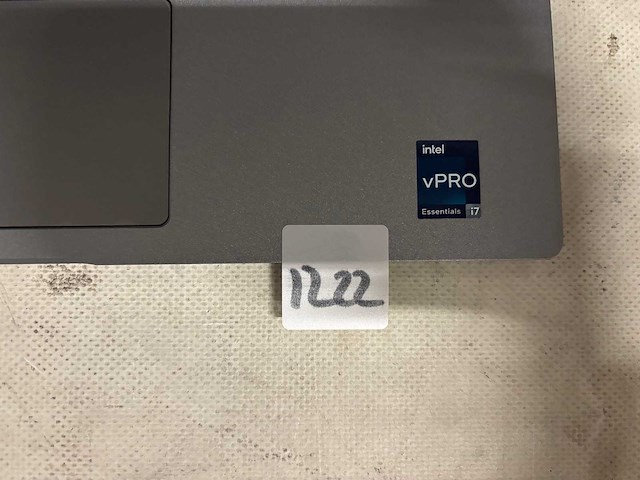 intel
vPRO
Essentials i7
1222